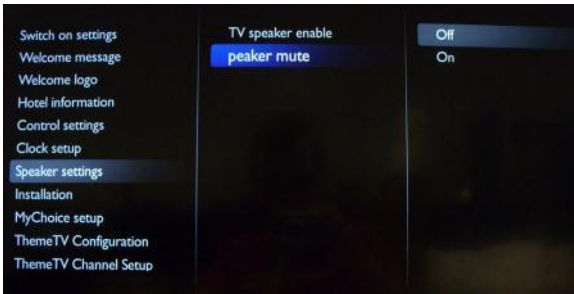 Switch on settings
Welcome message
Welcome logo
Hotel information
Control settings
Clock setup
Speaker settings
Installation
MyChoice setup
ThemeTV Configuration
ThemeTV Channel Setup
TV speaker enable
peaker mute
Off
On